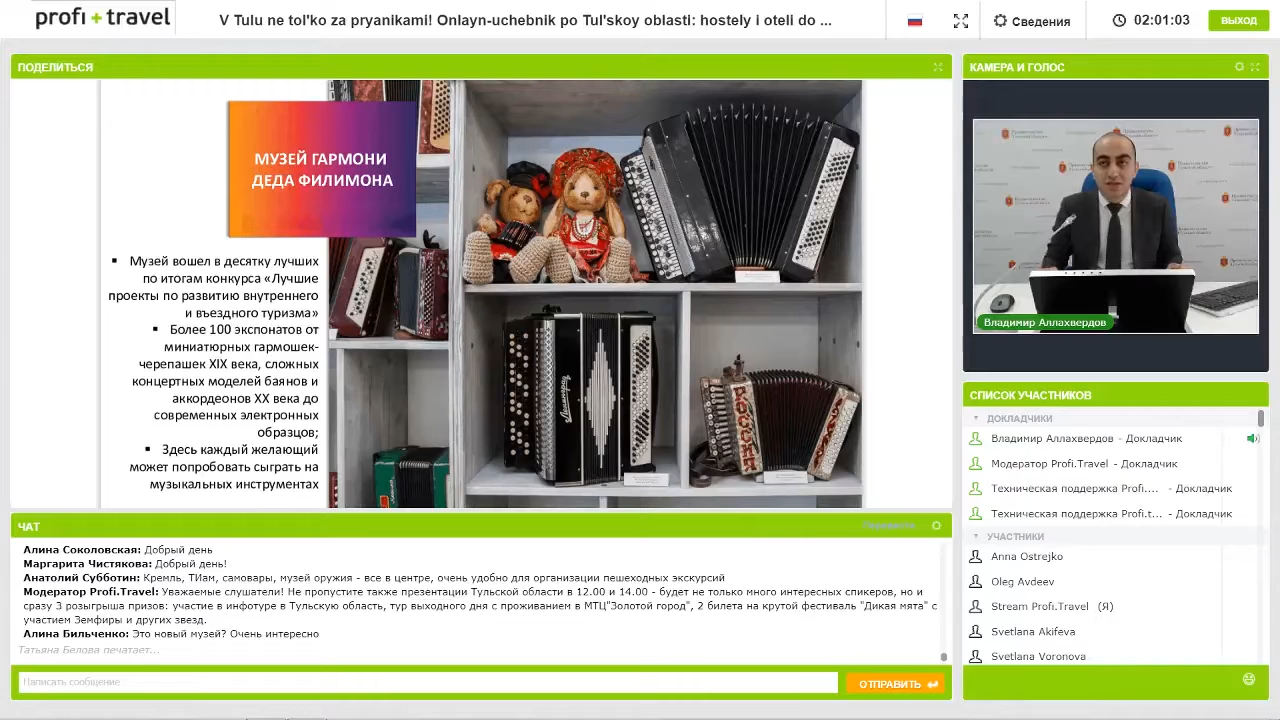 profi + travel
V Tulu ne tol'ko za pryanikami! Onlayn-uchebnik po Tul'skoy oblasti: hostely i oteli do ...
Сведения
02:01:03
ВЫХОД
ПОДЕЛИТЬСЯ
МУЗЕЙ ГАРМОНИ
ДЕДА ФИЛИМОНА
▪ Музей вошел в десятку лучших
по итогам конкурса «Лучшие
проекты по развитию внутреннего
и въездного туризма»
▪ Более 100 экспонатов от
миниатюрных гармошек-
черепашек XIX века, сложных
концертных моделей баянов и
аккордеонов XX века до
современных электронных
образцов;
▪ Здесь каждый желающий
может попробовать сыграть на
музыкальных инструментах
КАМЕРА И ГОЛОС
Владимир Аллахвердов
СПИСОК УЧАСТНИКОВ
ДОКЛАДЧИКИ
Владимир Аллахвердов - Докладчик
Модератор Profi.Travel - Докладчик
Техническая поддержка Profi.... - Докладчик
Техническая поддержка Profi.t... - Докладчик
УЧАСТНИКИ
Anna Ostrejko
Oleg Avdeev
Stream Profi.Travel (Я)
Svetlana Akifeva
Svetlana Voronova
ЧАТ
Алина Соколовская: Добрый день
Маргарита Чистякова: Добрый день!
Анатолий Субботин: Кремль, ТИам, самовары, музей оружия - все в центре, очень удобно для организации пешеходных экскурсий
Модератор Profi.Travel: Уважаемые слушатели! Не пропустите также презентации Тульской области в 12.00 и 14.00 - будет не только много интересных спикеров, но и
сразу 3 розыгрыша призов: участие в инфотуре в Тульскую область, тур выходного дня с проживанием в МТЦ"Золотой город", 2 билета на крутой фестиваль "Дикая мята" с
участием Земфиры и других звезд.
Алина Бильченко: Это новый музей? Очень интересно
Татьяна Белова печатает...
Написать сообщение
ОТПРАВИТЬ